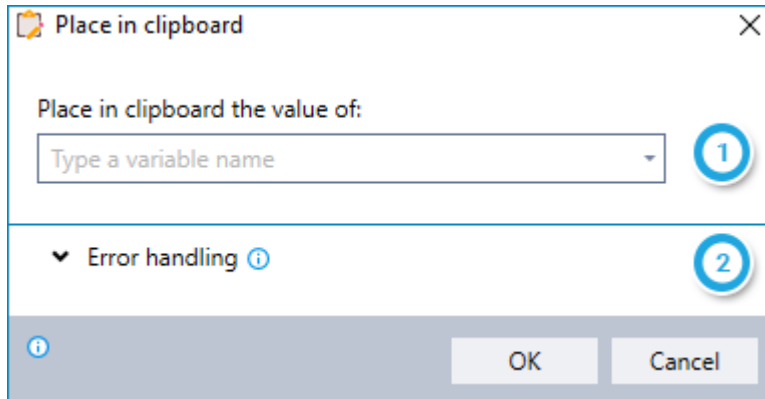 Place in clipboard
Place in clipboard the value of:
Type a variable name
1
Error handling
2
OK Cancel